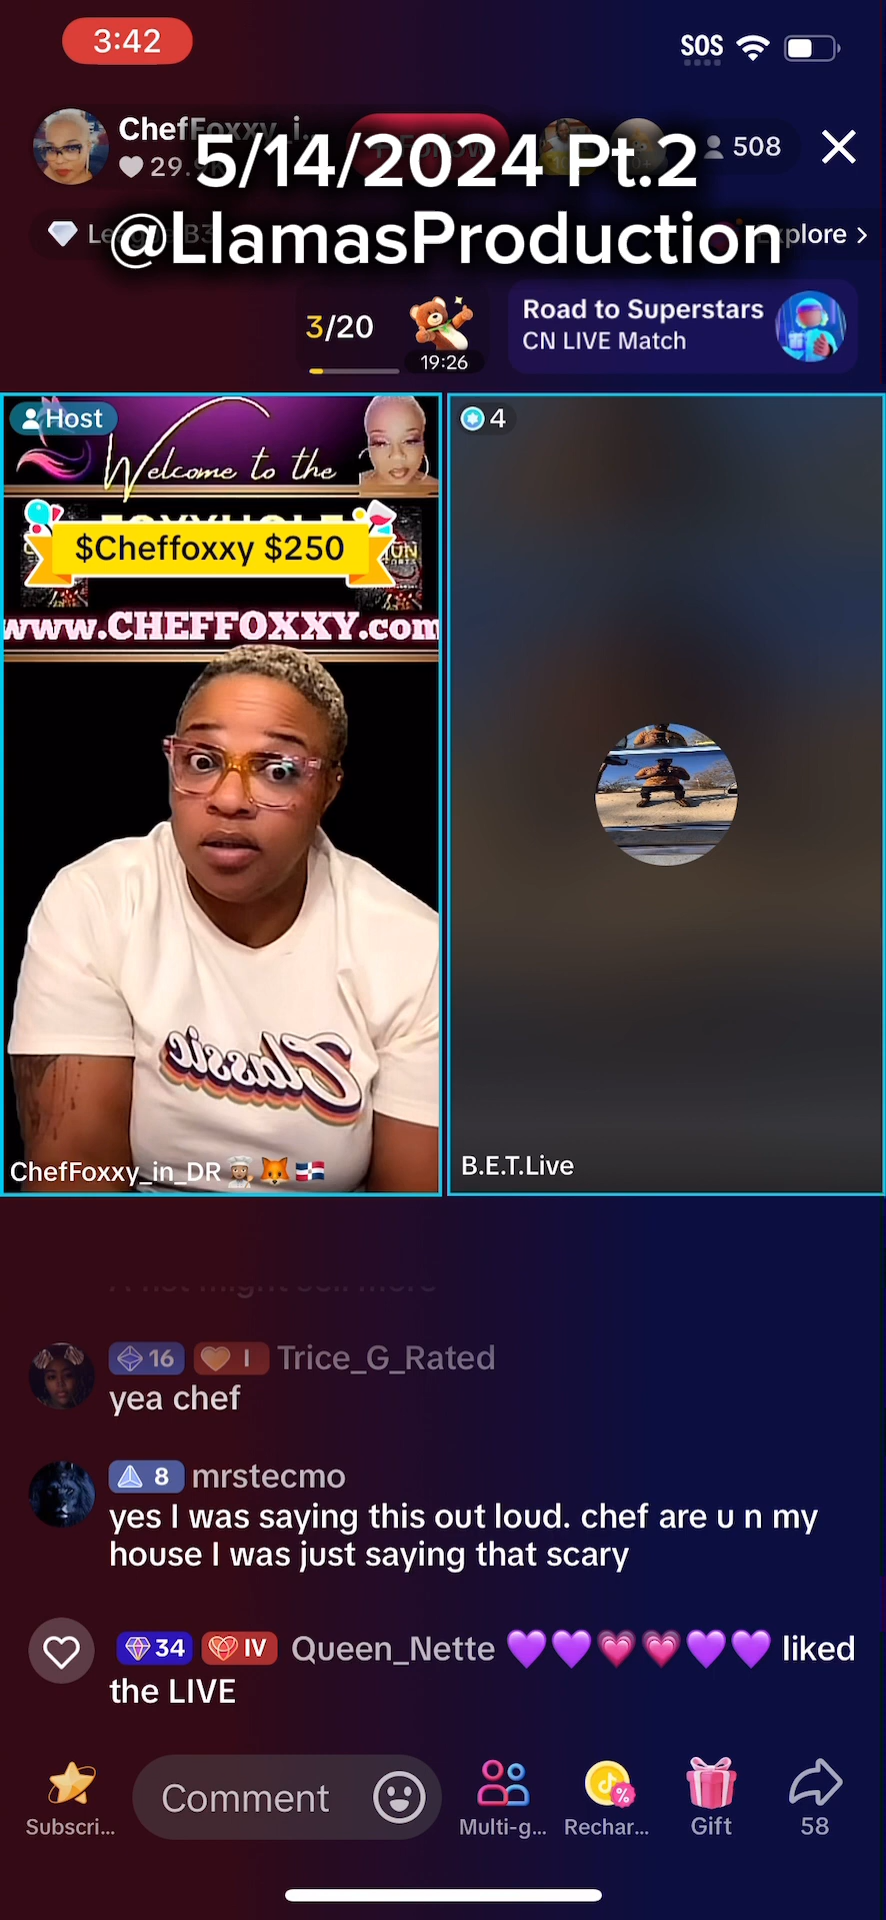 3:42
SOS
ChefFoxxy_i...
508
5/14/2024 Pt.2
@LlamasProduction
Explore >
3/20
19:26
Road to Superstars
CN LIVE Match
Host
4
Welcome to the
$Cheffoxxy $250
www.CHEFFOXXY.com
Classic
ChefFoxxy_in_DR
B.E.T.Live
16 I Trice_G_Rated
yea chef
8 mrstecmo
yes I was saying this out loud. chef are u n my
house I was just saying that scary
34 IV Queen_Nette 💜💜💗💗💜💜 liked
the LIVE
Subscri...
Comment
Multi-g...
Rechar...
Gift
58